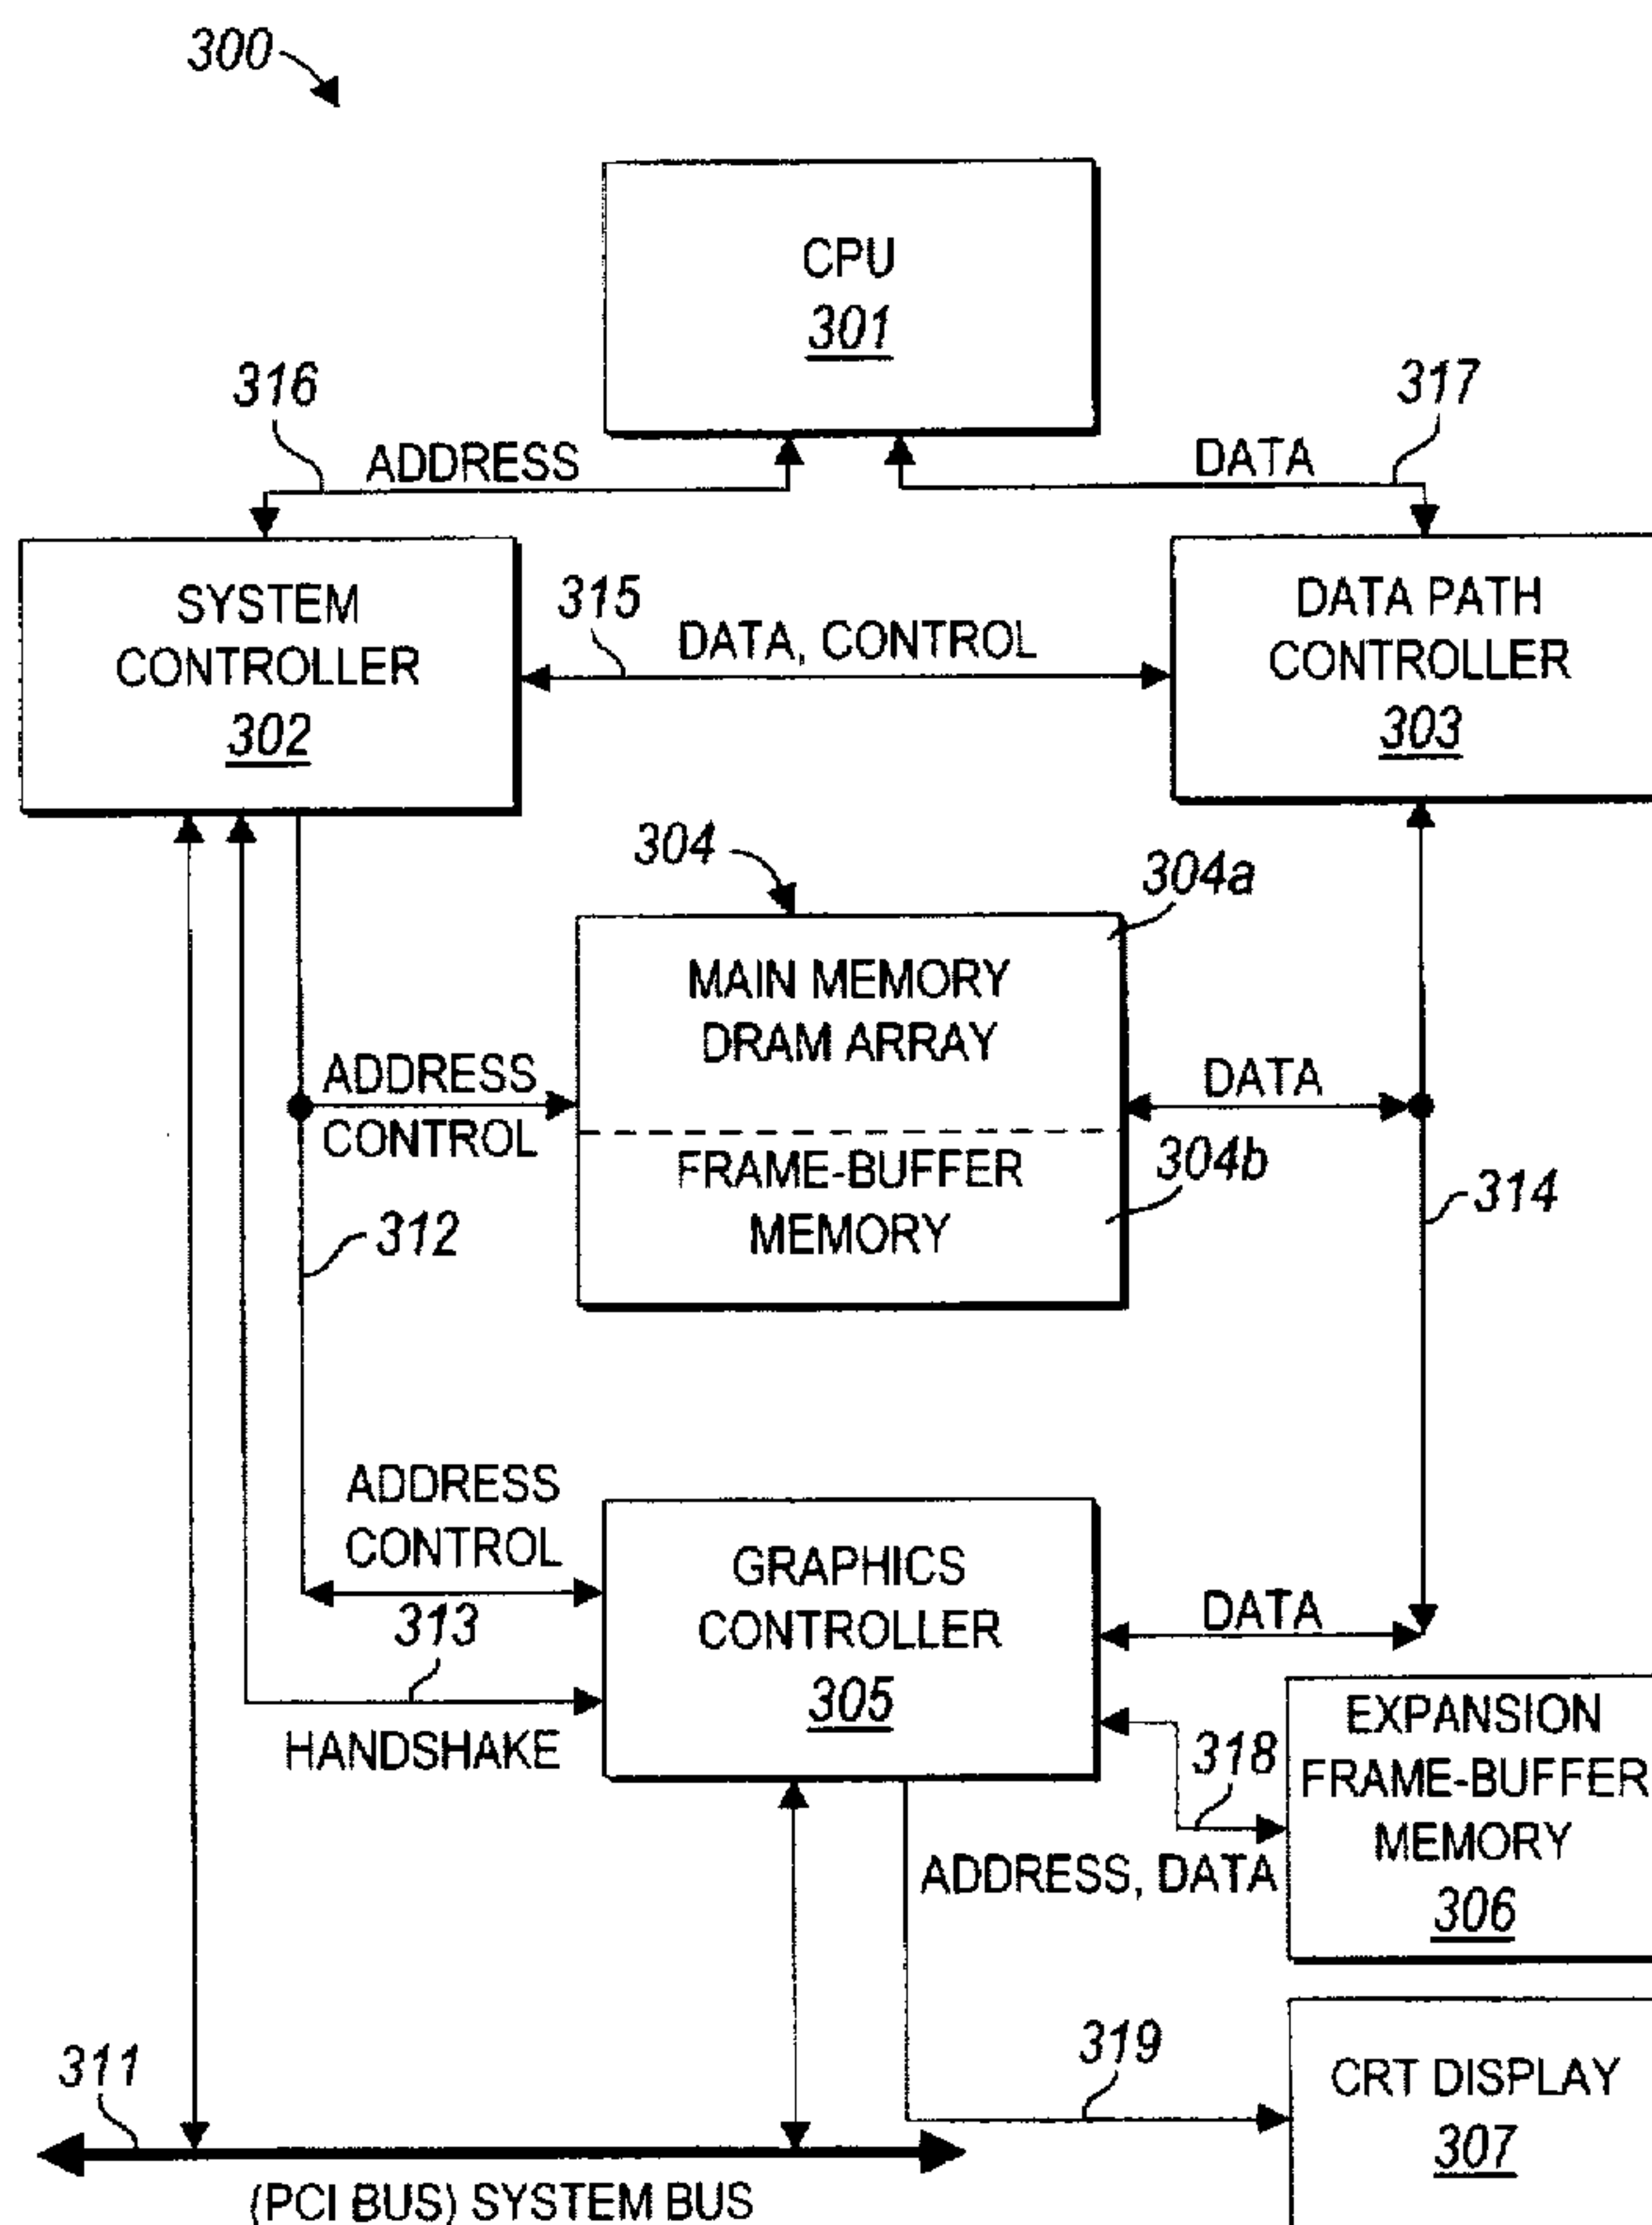 300
CPU
301
316
ADDRESS
DATA
317
SYSTEM
CONTROLLER
302
315
DATA, CONTROL
DATA PATH
CONTROLLER
303
304
304a
MAIN MEMORY
DRAM ARRAY
ADDRESS
CONTROL
DATA
FRAME-BUFFER
MEMORY
304b
312
314
ADDRESS
CONTROL
313
HANDSHAKE
GRAPHICS
CONTROLLER
305
DATA
318
ADDRESS, DATA
EXPANSION
FRAME-BUFFER
MEMORY
306
311
319
CRT DISPLAY
307
(PCI BUS) SYSTEM BUS